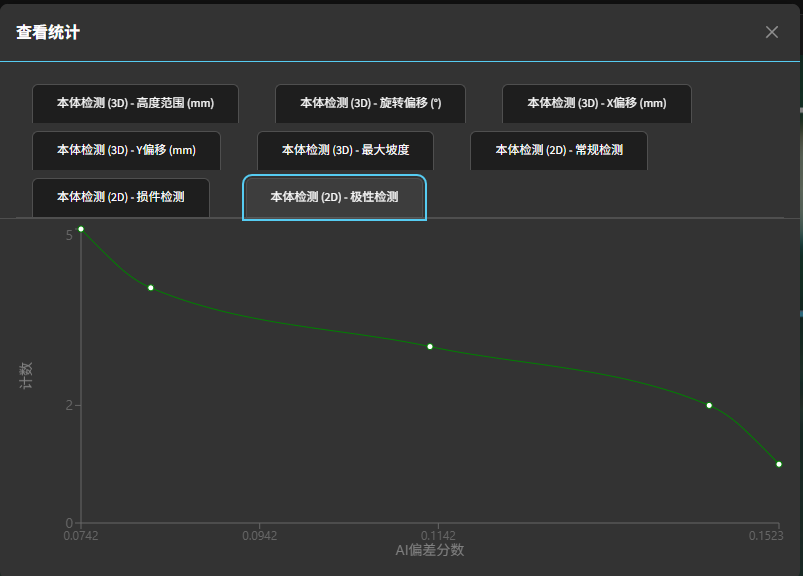 查看统计
本体检测 (3D) - 高度范围 (mm)
本体检测 (3D) - 旋转偏移 (°)
本体检测 (3D) - X偏移 (mm)
本体检测 (3D) - Y偏移 (mm)
本体检测 (3D) - 最大坡度
本体检测 (2D) - 常规检测
本体检测 (2D) - 损件检测
本体检测 (2D) - 极性检测
5
计数
2
0
0.0742
0.0942
0.1142
0.1523
AI偏差分数